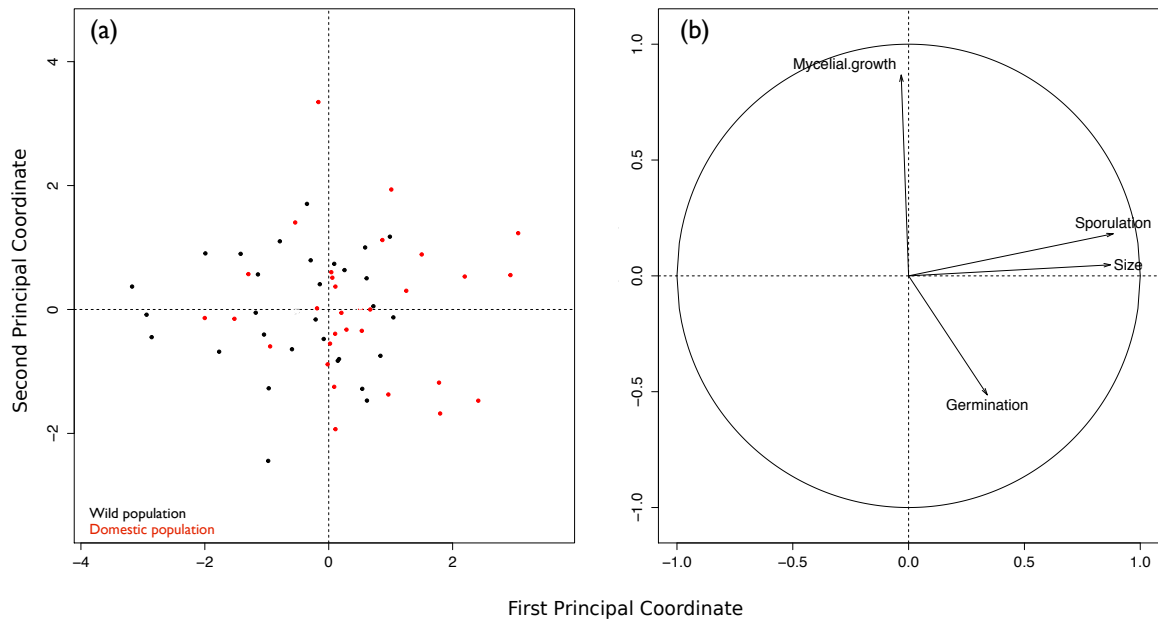 (a)
Second Principal Coordinate
4
2
0
−2
Wild population
Domestic population
−4
−2
0
2
(b)
1.0
0.5
0.0
−0.5
−1.0
Mycelial.growth
Sporulation
Size
Germination
−1.0
−0.5
0.0
0.5
1.0
First Principal Coordinate